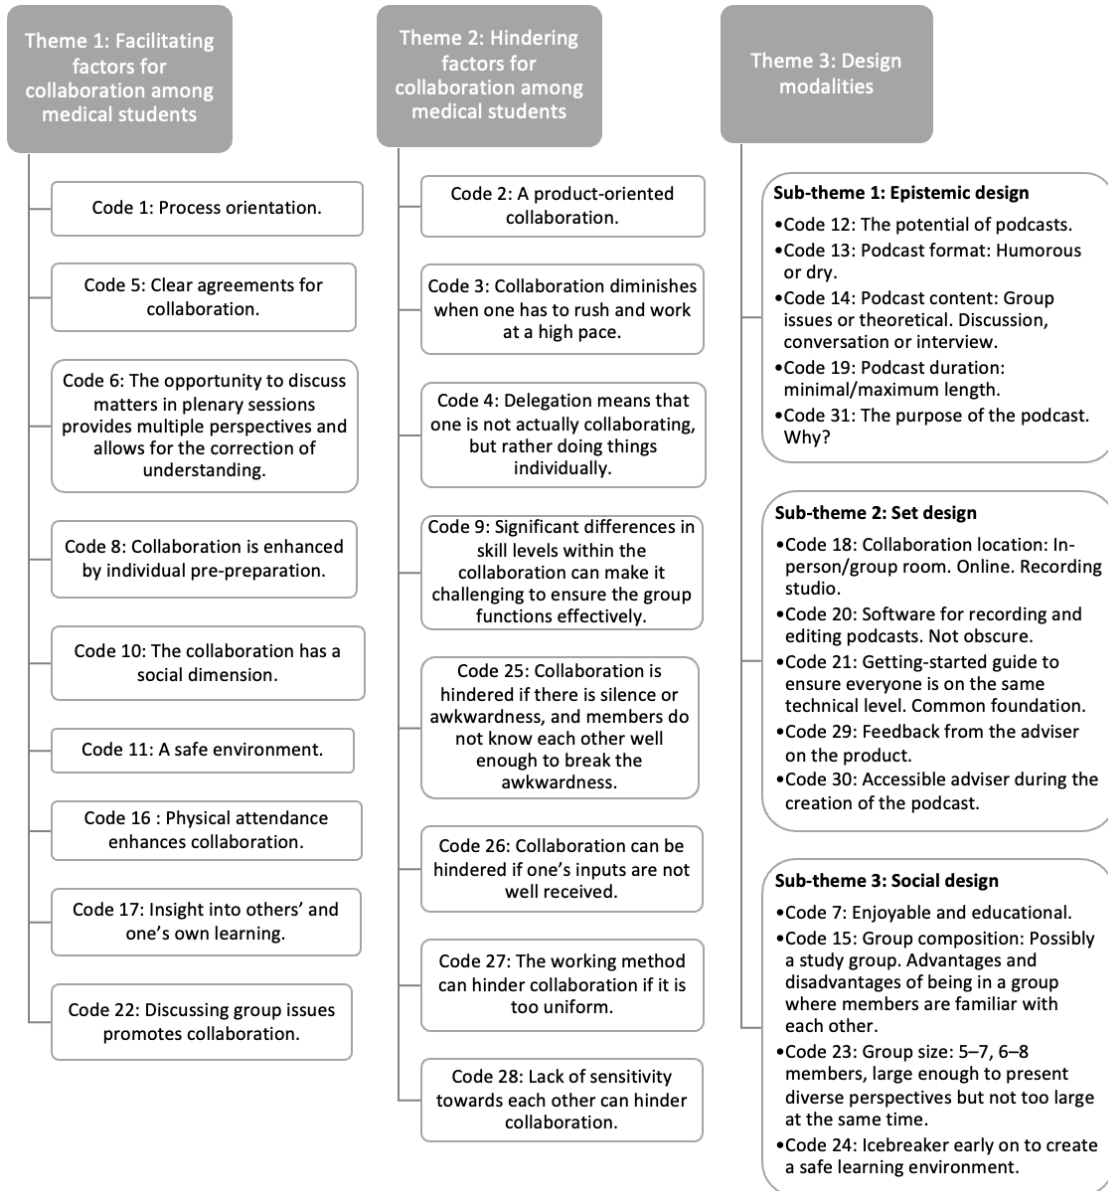 Theme 1: Facilitating
factors for
collaboration among
medical students
Code 1: Process orientation.
Code 5: Clear agreements for
collaboration.
Code 6: The opportunity to discuss
matters in plenary sessions
provides multiple perspectives and
allows for the correction of
understanding.
Code 8: Collaboration is enhanced
by individual pre-preparation.
Code 10: The collaboration has a
social dimension.
Code 11: A safe environment.
Code 16 : Physical attendance
enhances collaboration.
Code 17: Insight into others’ and
one’s own learning.
Code 22: Discussing group issues
promotes collaboration.
Theme 2: Hindering
factors for
collaboration among
medical students
Code 2: A product-oriented
collaboration.
Code 3: Collaboration diminishes
when one has to rush and work
at a high pace.
Code 4: Delegation means that
one is not actually collaborating,
but rather doing things
individually.
Code 9: Significant differences in
skill levels within the
collaboration can make it
challenging to ensure the group
functions effectively.
Code 25: Collaboration is
hindered if there is silence or
awkwardness, and members do
not know each other well
enough to break the
awkwardness.
Code 26: Collaboration can be
hindered if one’s inputs are not
well received.
Code 27: The working method
can hinder collaboration if it is
too uniform.
Code 28: Lack of sensitivity
towards each other can hinder
collaboration.
Theme 3: Design
modalities
Sub-theme 1: Epistemic design
•Code 12: The potential of podcasts.
•Code 13: Podcast format: Humorous
or dry.
•Code 14: Podcast content: Group
issues or theoretical. Discussion,
conversation or interview.
•Code 19: Podcast duration:
minimal/maximum length.
•Code 31: The purpose of the podcast.
Why?
Sub-theme 2: Set design
•Code 18: Collaboration location: In-
person/group room. Online. Recording
studio.
•Code 20: Software for recording and
editing podcasts. Not obscure.
•Code 21: Getting-started guide to
ensure everyone is on the same
technical level. Common foundation.
•Code 29: Feedback from the adviser
on the product.
•Code 30: Accessible adviser during the
creation of the podcast.
Sub-theme 3: Social design
•Code 7: Enjoyable and educational.
•Code 15: Group composition: Possibly
a study group. Advantages and
disadvantages of being in a group
where members are familiar with
each other.
•Code 23: Group size: 5–7, 6–8
members, large enough to present
diverse perspectives but not too large
at the same time.
•Code 24: Icebreaker early on to create
a safe learning environment.